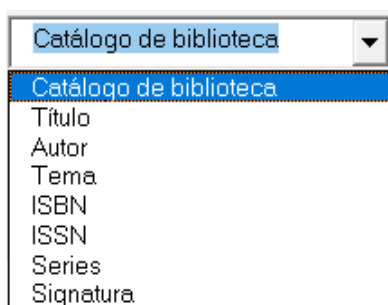 Catálogo de biblioteca
Catálogo de biblioteca
Título
Autor
Tema
ISBN
ISSN
Series
Signatura